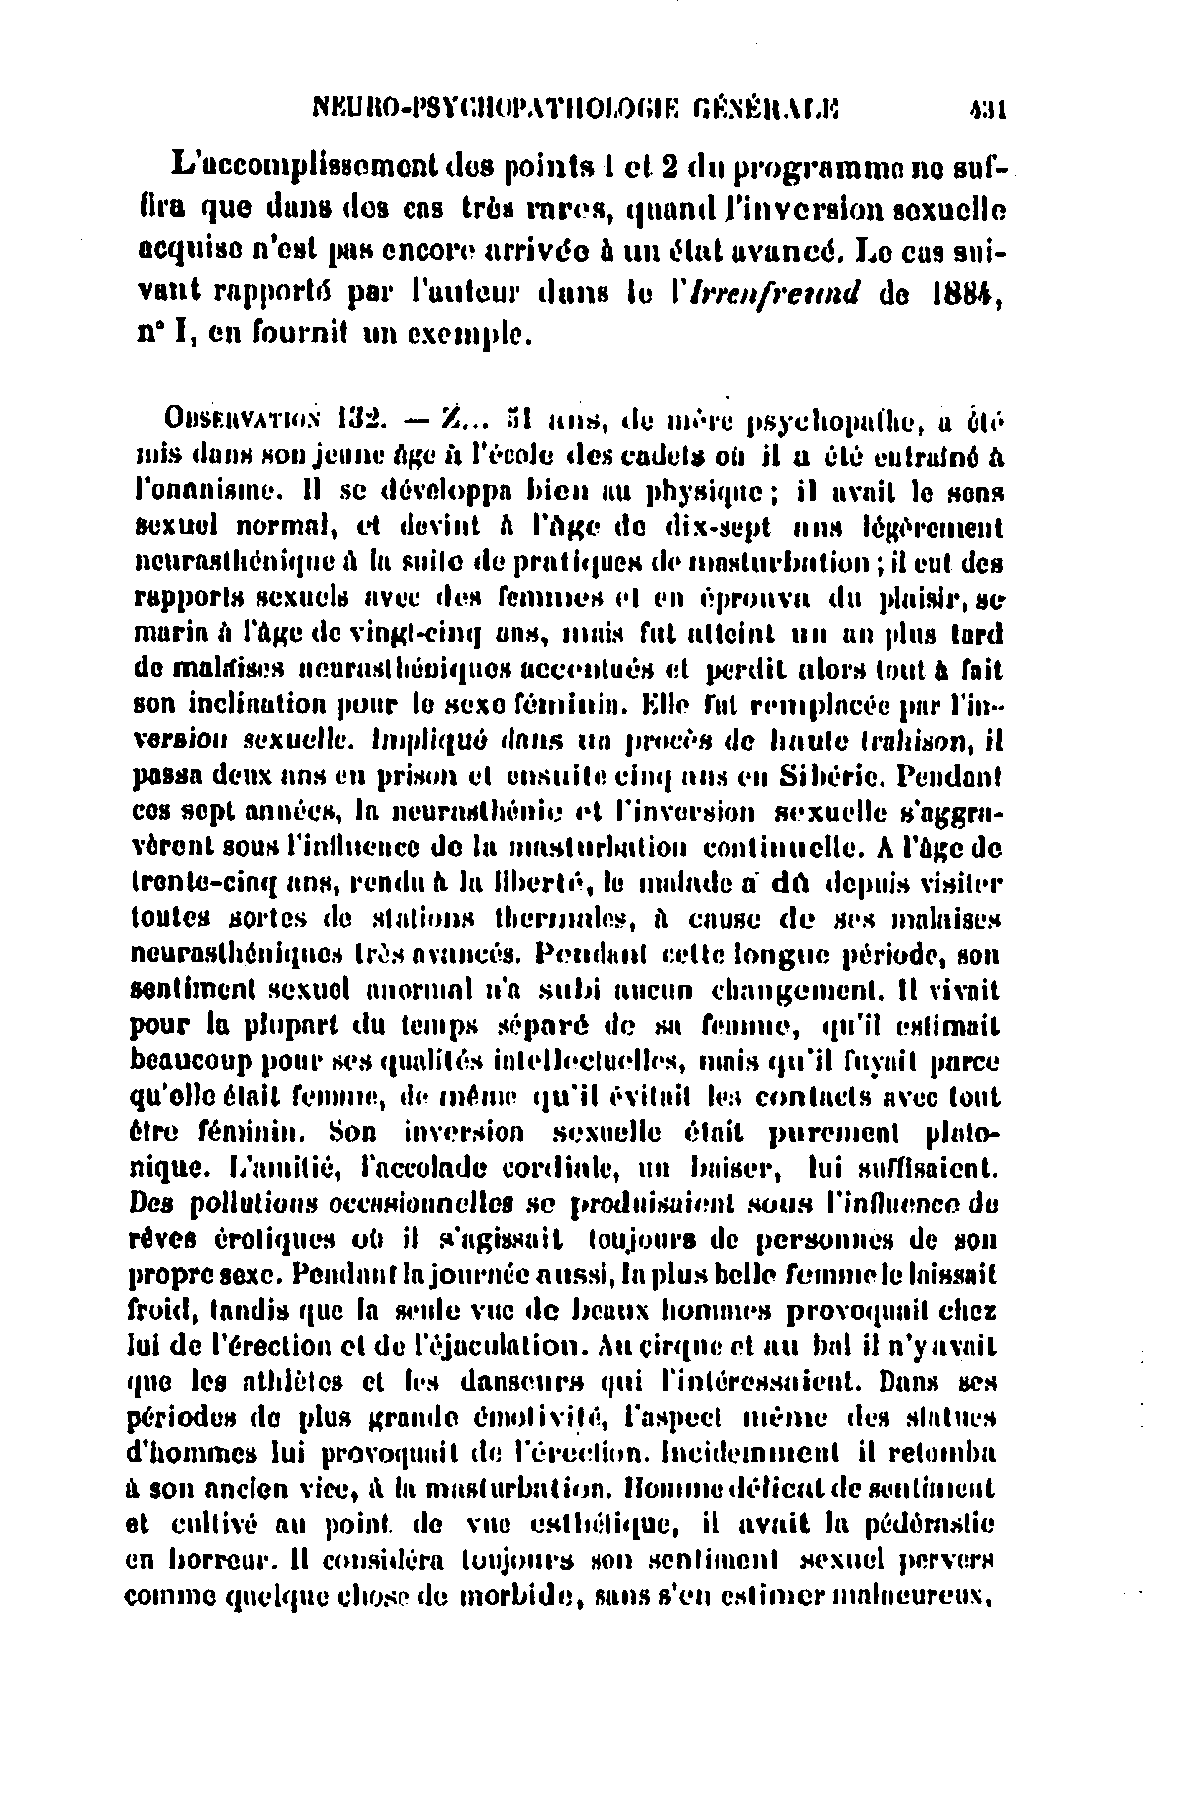 NEURO-PSYCHOPATHOLOGIE GÉNÉRALE 431
L'accomplissement des points 1 et 2 du programme ne suf-
fira que dans des cas très rares, quand l'inversion sexuelle
acquise n'est pas encore arrivée à un état avancé. Le cas sui-
vant rapporté par l'auteur dans le l'Irrenfreund de 1884,
n° I, en fournit un exemple.
OBSERVATION 132. — Z... 51 ans, de mère psychopathe, a été
mis dans son jeune âge à l'école des cadets où il a été entraîné à
l'onanisme. Il se développa bien au physique ; il avait le sens
sexuel normal, et devint à l'âge de dix-sept ans légèrement
neurasthénique à la suite de pratiques de masturbation ; il eut des
rapports sexuels avec des femmes et en éprouva du plaisir, se
maria à l'âge de vingt-cinq ans, mais fut atteint un an plus tard
de malaises neurasthéniques accentués et perdit alors tout à fait
son inclination pour le sexe féminin. Elle fut remplacée par l'in-
version sexuelle. Impliqué dans un procès de haute trahison, il
passa deux ans en prison et ensuite cinq ans en Sibérie. Pendant
ces sept années, la neurasthénie et l'inversion sexuelle s'aggra-
vèrent sous l'influence de la masturbation continuelle. A l'âge de
trente-cinq ans, rendu à la liberté, le malade a dû depuis visiter
toutes sortes de stations thermales, à cause de ses malaises
neurasthéniques très avancés. Pendant cette longue période, son
sentiment sexuel anormal n'a subi aucun changement. Il vivait
pour la plupart du temps séparé de sa femme, qu'il estimait
beaucoup pour ses qualités intellectuelles, mais qu'il fuyait parce
qu'elle était femme, de même qu'il évitait les contacts avec tout
être féminin. Son inversion sexuelle était purement plato-
nique. L'amitié, l'accolade cordiale, un baiser, lui suffisaient.
Des pollutions occasionnelles se produisaient sous l'influence de
rêves érotiques où il s'agissait toujours de personnes de son
propre sexe. Pendant la journée aussi, la plus belle femme le laissait
froid, tandis que la seule vue de beaux hommes provoquait chez
lui de l'érection et de l'éjaculation. Au cirque et au bal il n'y avait
que les athlètes et les danseurs qui l'intéressaient. Dans ses
périodes de plus grande émotivité, l'aspect même des statues
d'hommes lui provoquait de l'érection. Incidemment il retomba
à son ancien vice, à la masturbation. Homme délicat de sentiment
et cultivé au point de vue esthétique, il avait la pédérastie
en horreur. Il considéra toujours son sentiment sexuel pervers
comme quelque chose de morbide, sans s'en estimer malheureux,